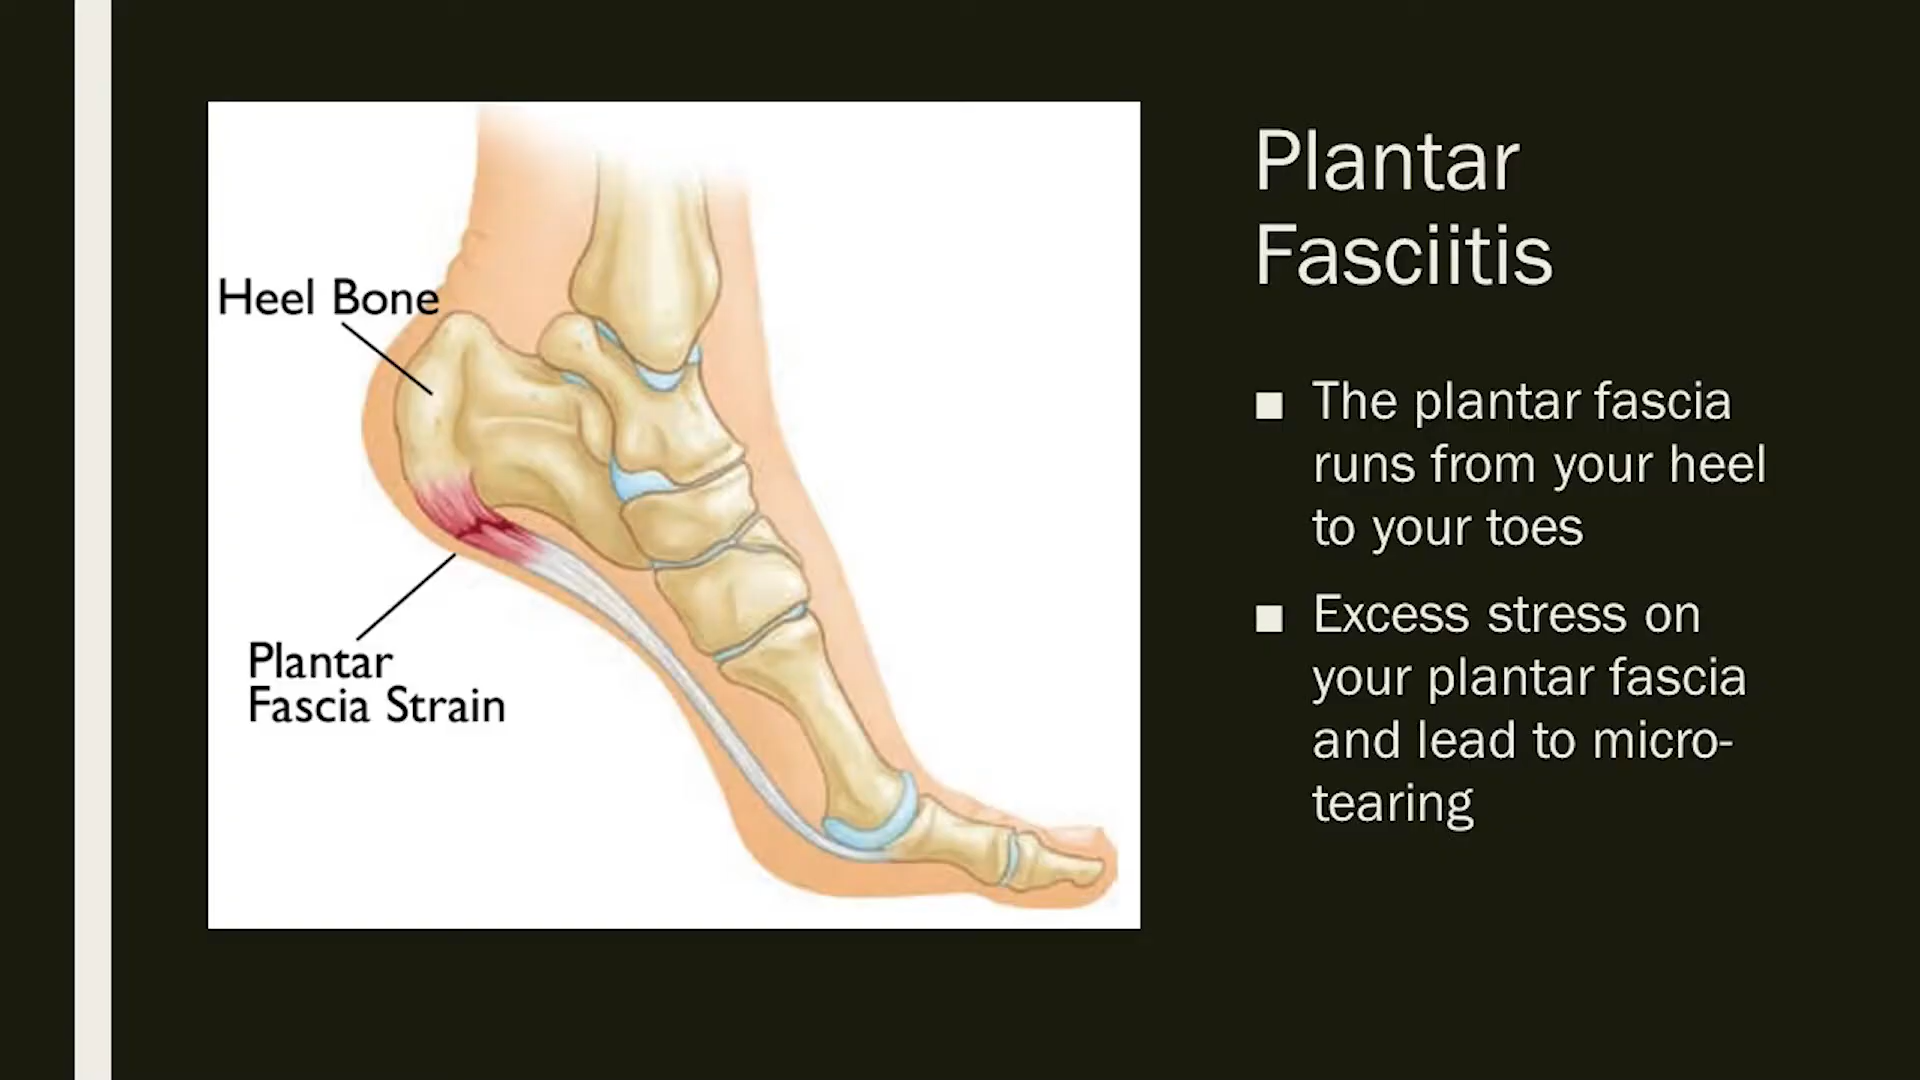 Plantar
Fasciitis
Heel Bone
Plantar
Fascia Strain
■ The plantar fascia
runs from your heel
to your toes
■ Excess stress on
your plantar fascia
and lead to micro-
tearing